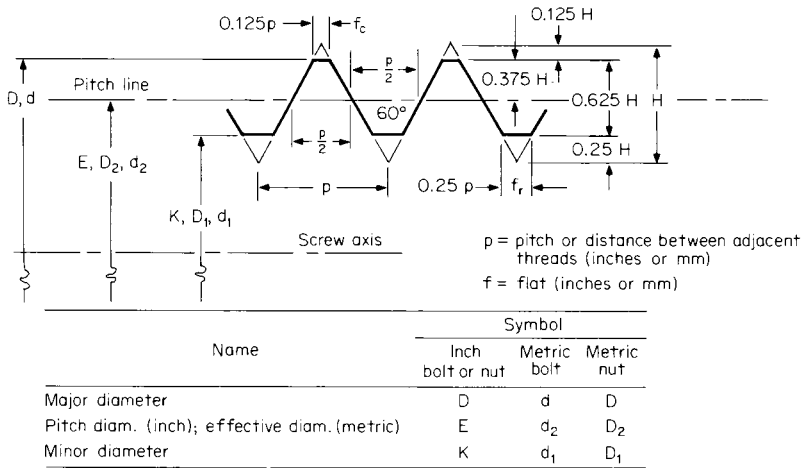 0.125p
f_c
0.125 H
p/2
0.375 H
Pitch line
D, d
60°
0.625 H
H
p/2
E, D₂, d₂
0.25 H
p
0.25 p
f_r
K, D₁, d₁
Screw axis
p = pitch or distance between adjacent
threads (inches or mm)
f = flat (inches or mm)
Symbol
Name
Inch
bolt or nut
Metric
bolt
Metric
nut
Major diameter D d D
Pitch diam. (inch); effective diam. (metric) E d₂ D₂
Minor diameter K d₁ D₁